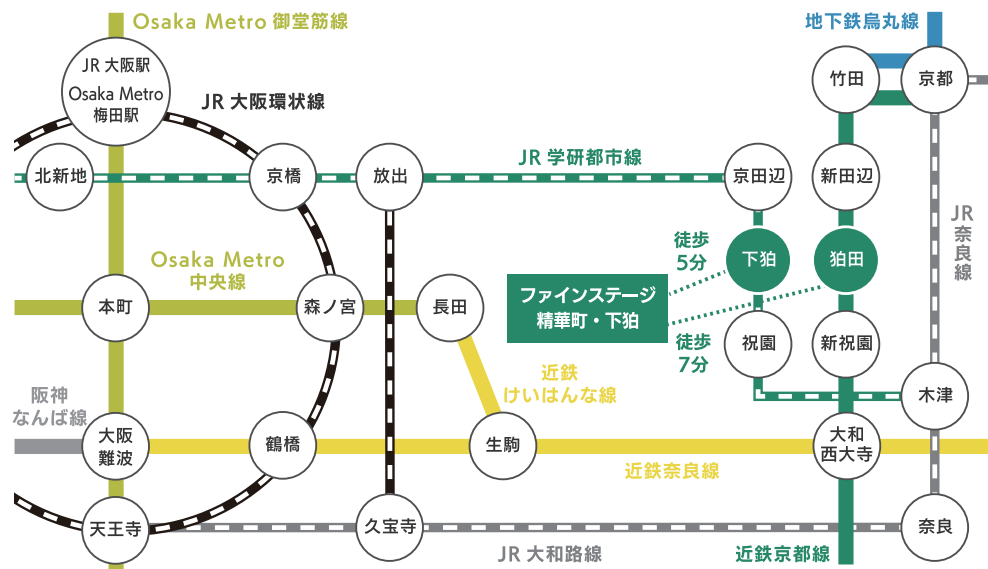 Osaka Metro 御堂筋線
地下鉄烏丸線
JR 大阪駅
Osaka Metro
梅田駅
JR 大阪環状線
竹田
京都
北新地
京橋
放出
JR 学研都市線
京田辺
新田辺
JR
奈良線
徒歩
5分
下狛
狛田
Osaka Metro
中央線
ファインステージ
精華町・下狛
本町
森ノ宮
長田
徒歩
7分
祝園
新祝園
近鉄
けいはんな線
木津
阪神
なんば線
大阪
難波
鶴橋
生駒
大和
西大寺
近鉄奈良線
天王寺
久宝寺
奈良
JR 大和路線
近鉄京都線